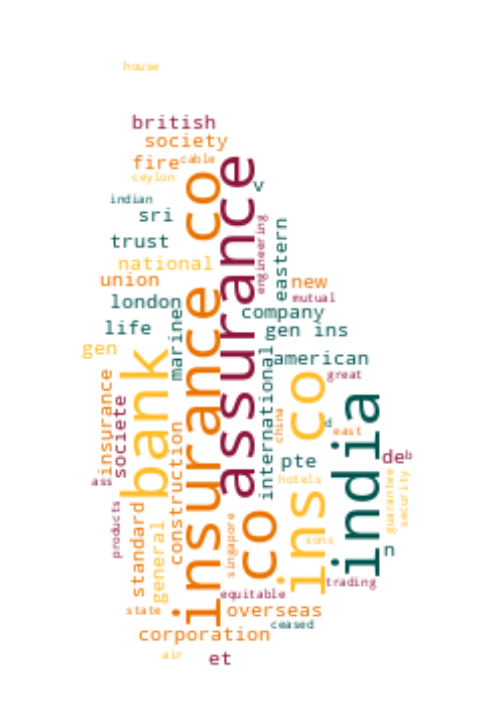 house
british
society
fire
cable
ceylon
co
assurance
v
indian
sri
engineering
eastern
trust
national
union
new
mutual
london
company
life
marine
gen ins
gen
bank
insurance
international
american
great
ins co
india
insurance
societe
construction
china
d
east
pte
de
b
ass
hotels
guarantee
security
products
standard
general
singapore
co
sons
n
trading
equitable
state
overseas
ceased
corporation
air
et